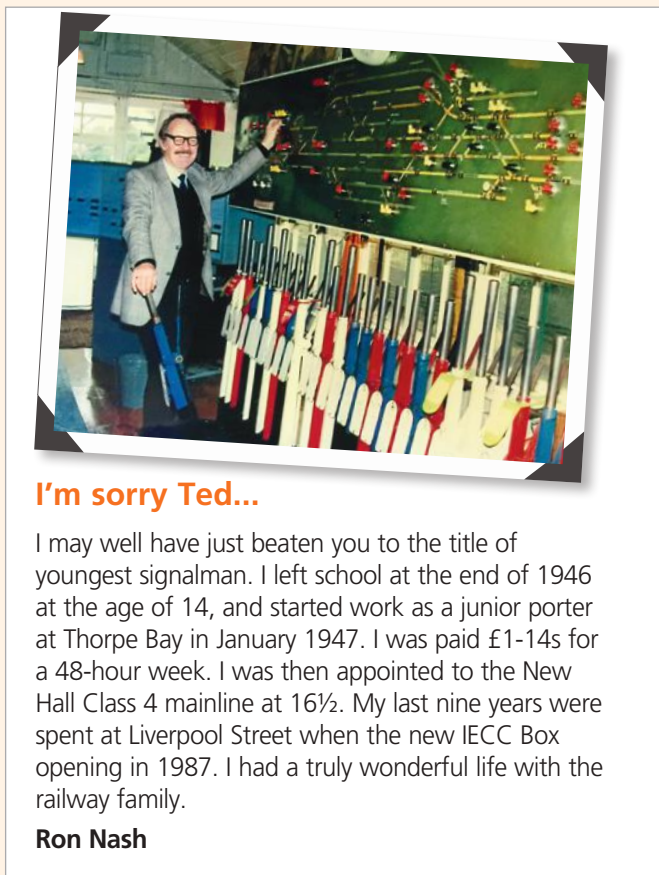 I'm sorry Ted...
I may well have just beaten you to the title of
youngest signalman. I left school at the end of 1946
at the age of 14, and started work as a junior porter
at Thorpe Bay in January 1947. I was paid £1-14s for
a 48-hour week. I was then appointed to the New
Hall Class 4 mainline at 16½. My last nine years were
spent at Liverpool Street when the new IECC Box
opening in 1987. I had a truly wonderful life with the
railway family.
Ron Nash